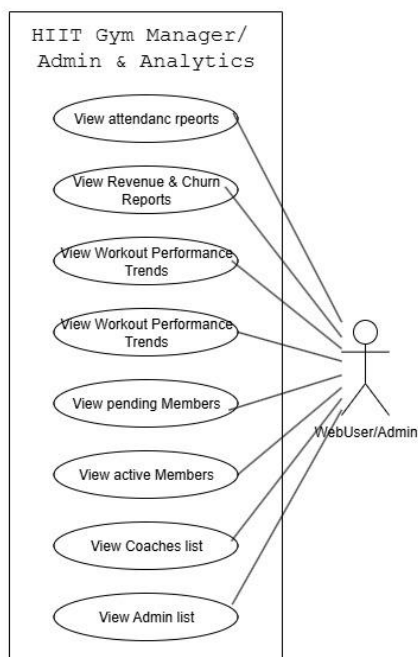 HIIT Gym Manager/
Admin & Analytics
View attendanc rpeorts
View Revenue & Churn
Reports
View Workout Performance
Trends
View Workout Performance
Trends
View pending Members
WebUser/Admin
View active Members
View Coaches list
View Admin list